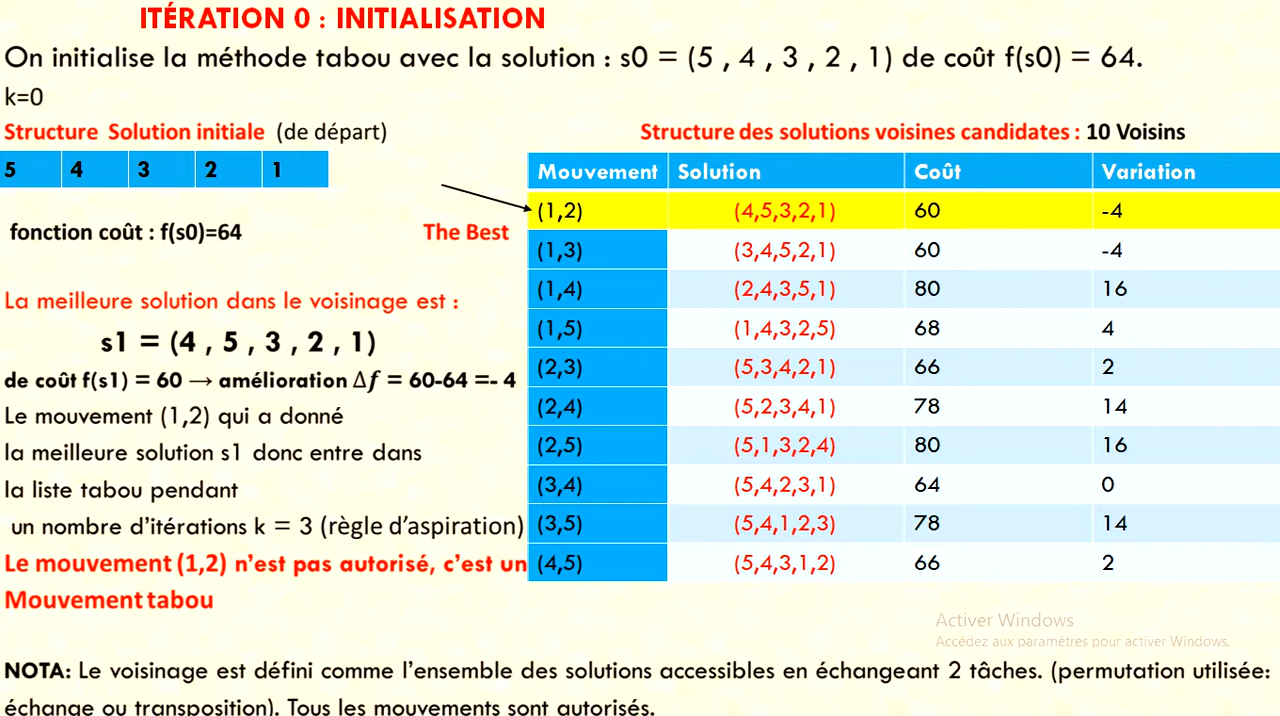 ITÉRATION 0 : INITIALISATION
On initialise la méthode tabou avec la solution : s0 = (5 , 4 , 3 , 2 , 1) de coût f(s0) = 64.
k=0
Structure Solution initiale (de départ)
5 4 3 2 1
fonction coût : f(s0)=64
The Best
La meilleure solution dans le voisinage est :
s1 = (4 , 5 , 3 , 2 , 1)
de coût f(s1) = 60 → amélioration Δf = 60-64 =- 4
Le mouvement (1,2) qui a donné
la meilleure solution s1 donc entre dans
la liste tabou pendant
un nombre d’itérations k = 3 (règle d’aspiration)
Le mouvement (1,2) n’est pas autorisé, c’est un
Mouvement tabou
Structure des solutions voisines candidates : 10 Voisins
Mouvement Solution Coût Variation
(1,2) (4,5,3,2,1) 60 -4
(1,3) (3,4,5,2,1) 60 -4
(1,4) (2,4,3,5,1) 80 16
(1,5) (1,4,3,2,5) 68 4
(2,3) (5,3,4,2,1) 66 2
(2,4) (5,2,3,4,1) 78 14
(2,5) (5,1,3,2,4) 80 16
(3,4) (5,4,2,3,1) 64 0
(3,5) (5,4,1,2,3) 78 14
(4,5) (5,4,3,1,2) 66 2
Activer Windows
Accédez aux paramètres pour activer Windows.
NOTA: Le voisinage est défini comme l’ensemble des solutions accessibles en échangeant 2 tâches. (permutation utilisée:
échange ou transposition). Tous les mouvements sont autorisés.